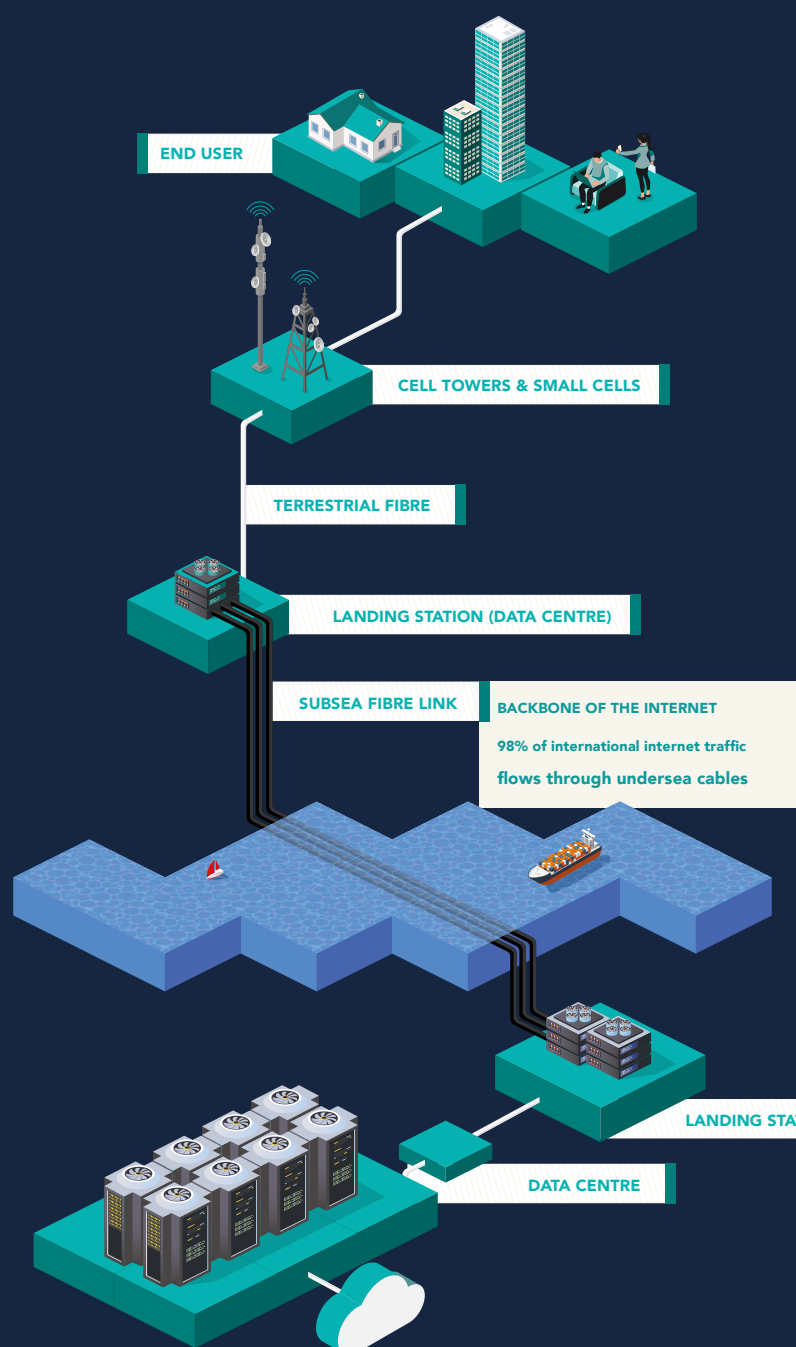 END USER
CELL TOWERS & SMALL CELLS
TERRESTRIAL FIBRE
LANDING STATION (DATA CENTRE)
SUBSEA FIBRE LINK
BACKBONE OF THE INTERNET
98% of international internet traffic
flows through undersea cables
LANDING
DATA CENTRE